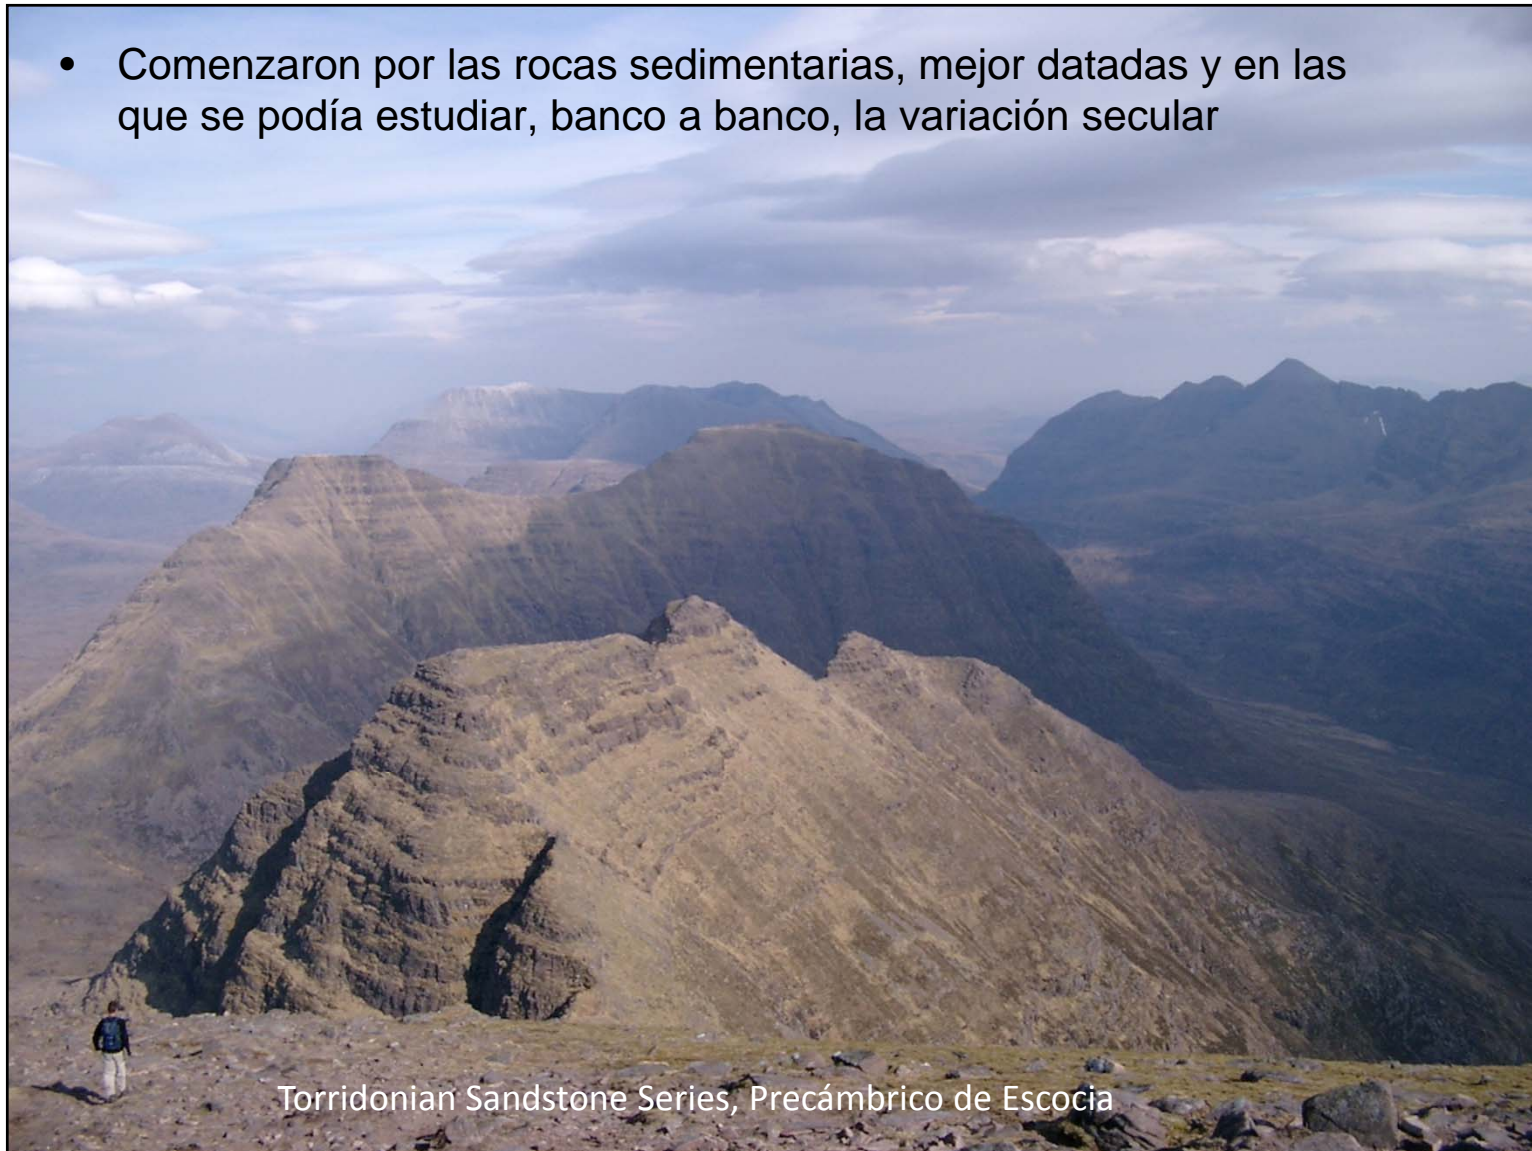 • Comenzaron por las rocas sedimentarias, mejor datadas y en las
que se podía estudiar, banco a banco, la variación secular
Torridonian Sandstone Series, Precámbrico de Escocia